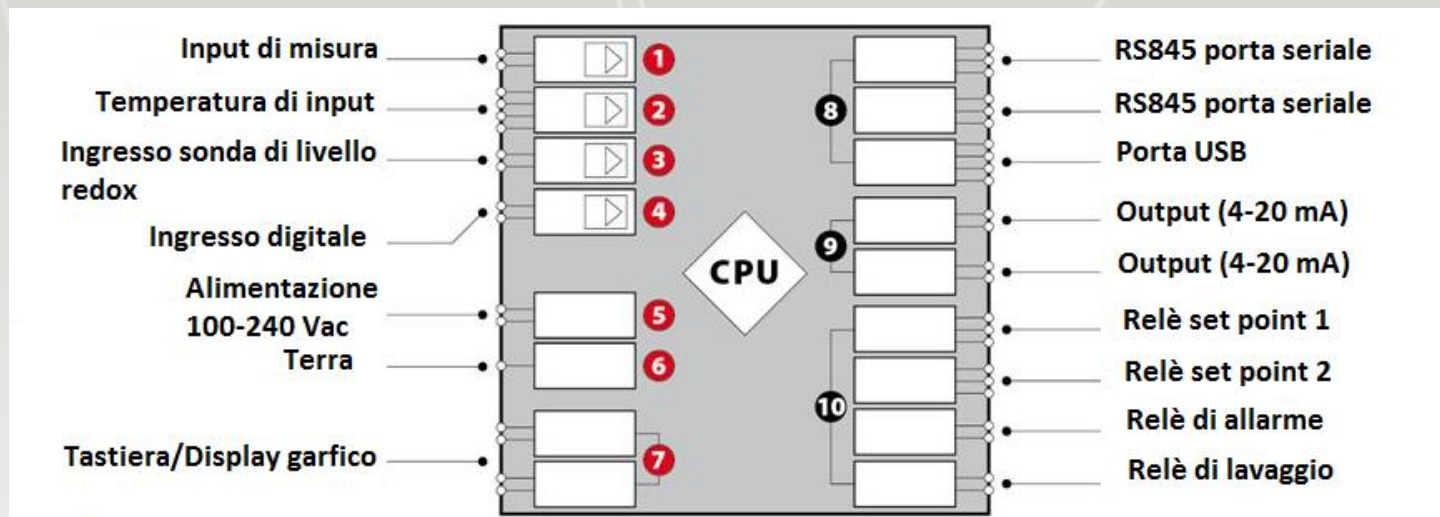 Input di misura
Temperatura di input
Ingresso sonda di livello
redox
Ingresso digitale
Alimentazione
100-240 Vac
Terra
Tastiera/Display garfico
1
2
3
4
5
6
7
CPU
8
9
10
RS845 porta seriale
RS845 porta seriale
Porta USB
Output (4-20 mA)
Output (4-20 mA)
Relè set point 1
Relè set point 2
Relè di allarme
Relè di lavaggio